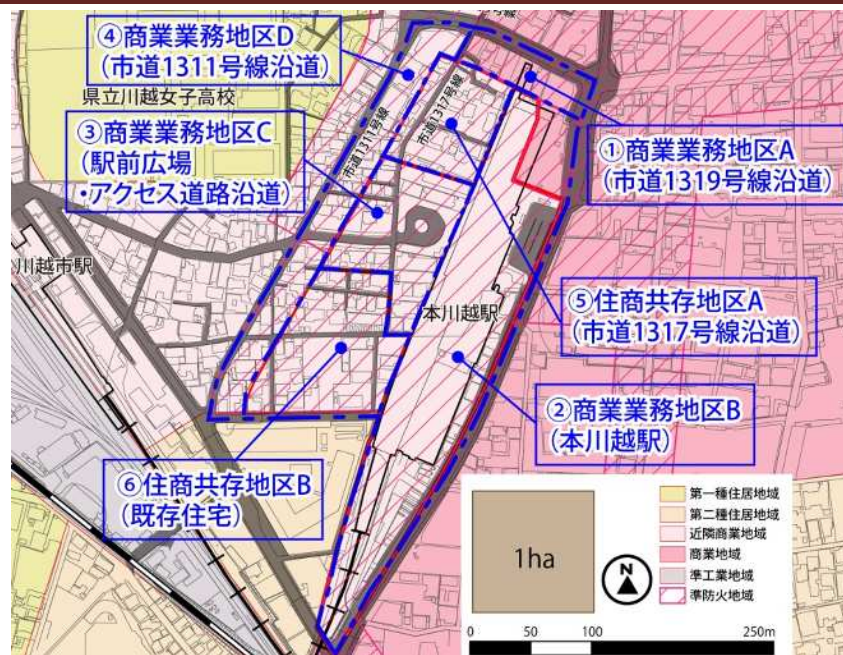 ④商業業務地区D
(市道1311号線沿道)
県立川越女子高校
③商業業務地区C
(駅前広場
・アクセス道路沿道)
市道1311号線
市道1317号線
①商業業務地区A
(市道1319号線沿道)
川越市駅
本川越駅
⑤住商共存地区A
(市道1317号線沿道)
②商業業務地区B
(本川越駅)
⑥住商共存地区B
(既存住宅)
1ha
N
第一種住居地域
第二種住居地域
近隣商業地域
商業地域
準工業地域
準防火地域
0 50 100 250m